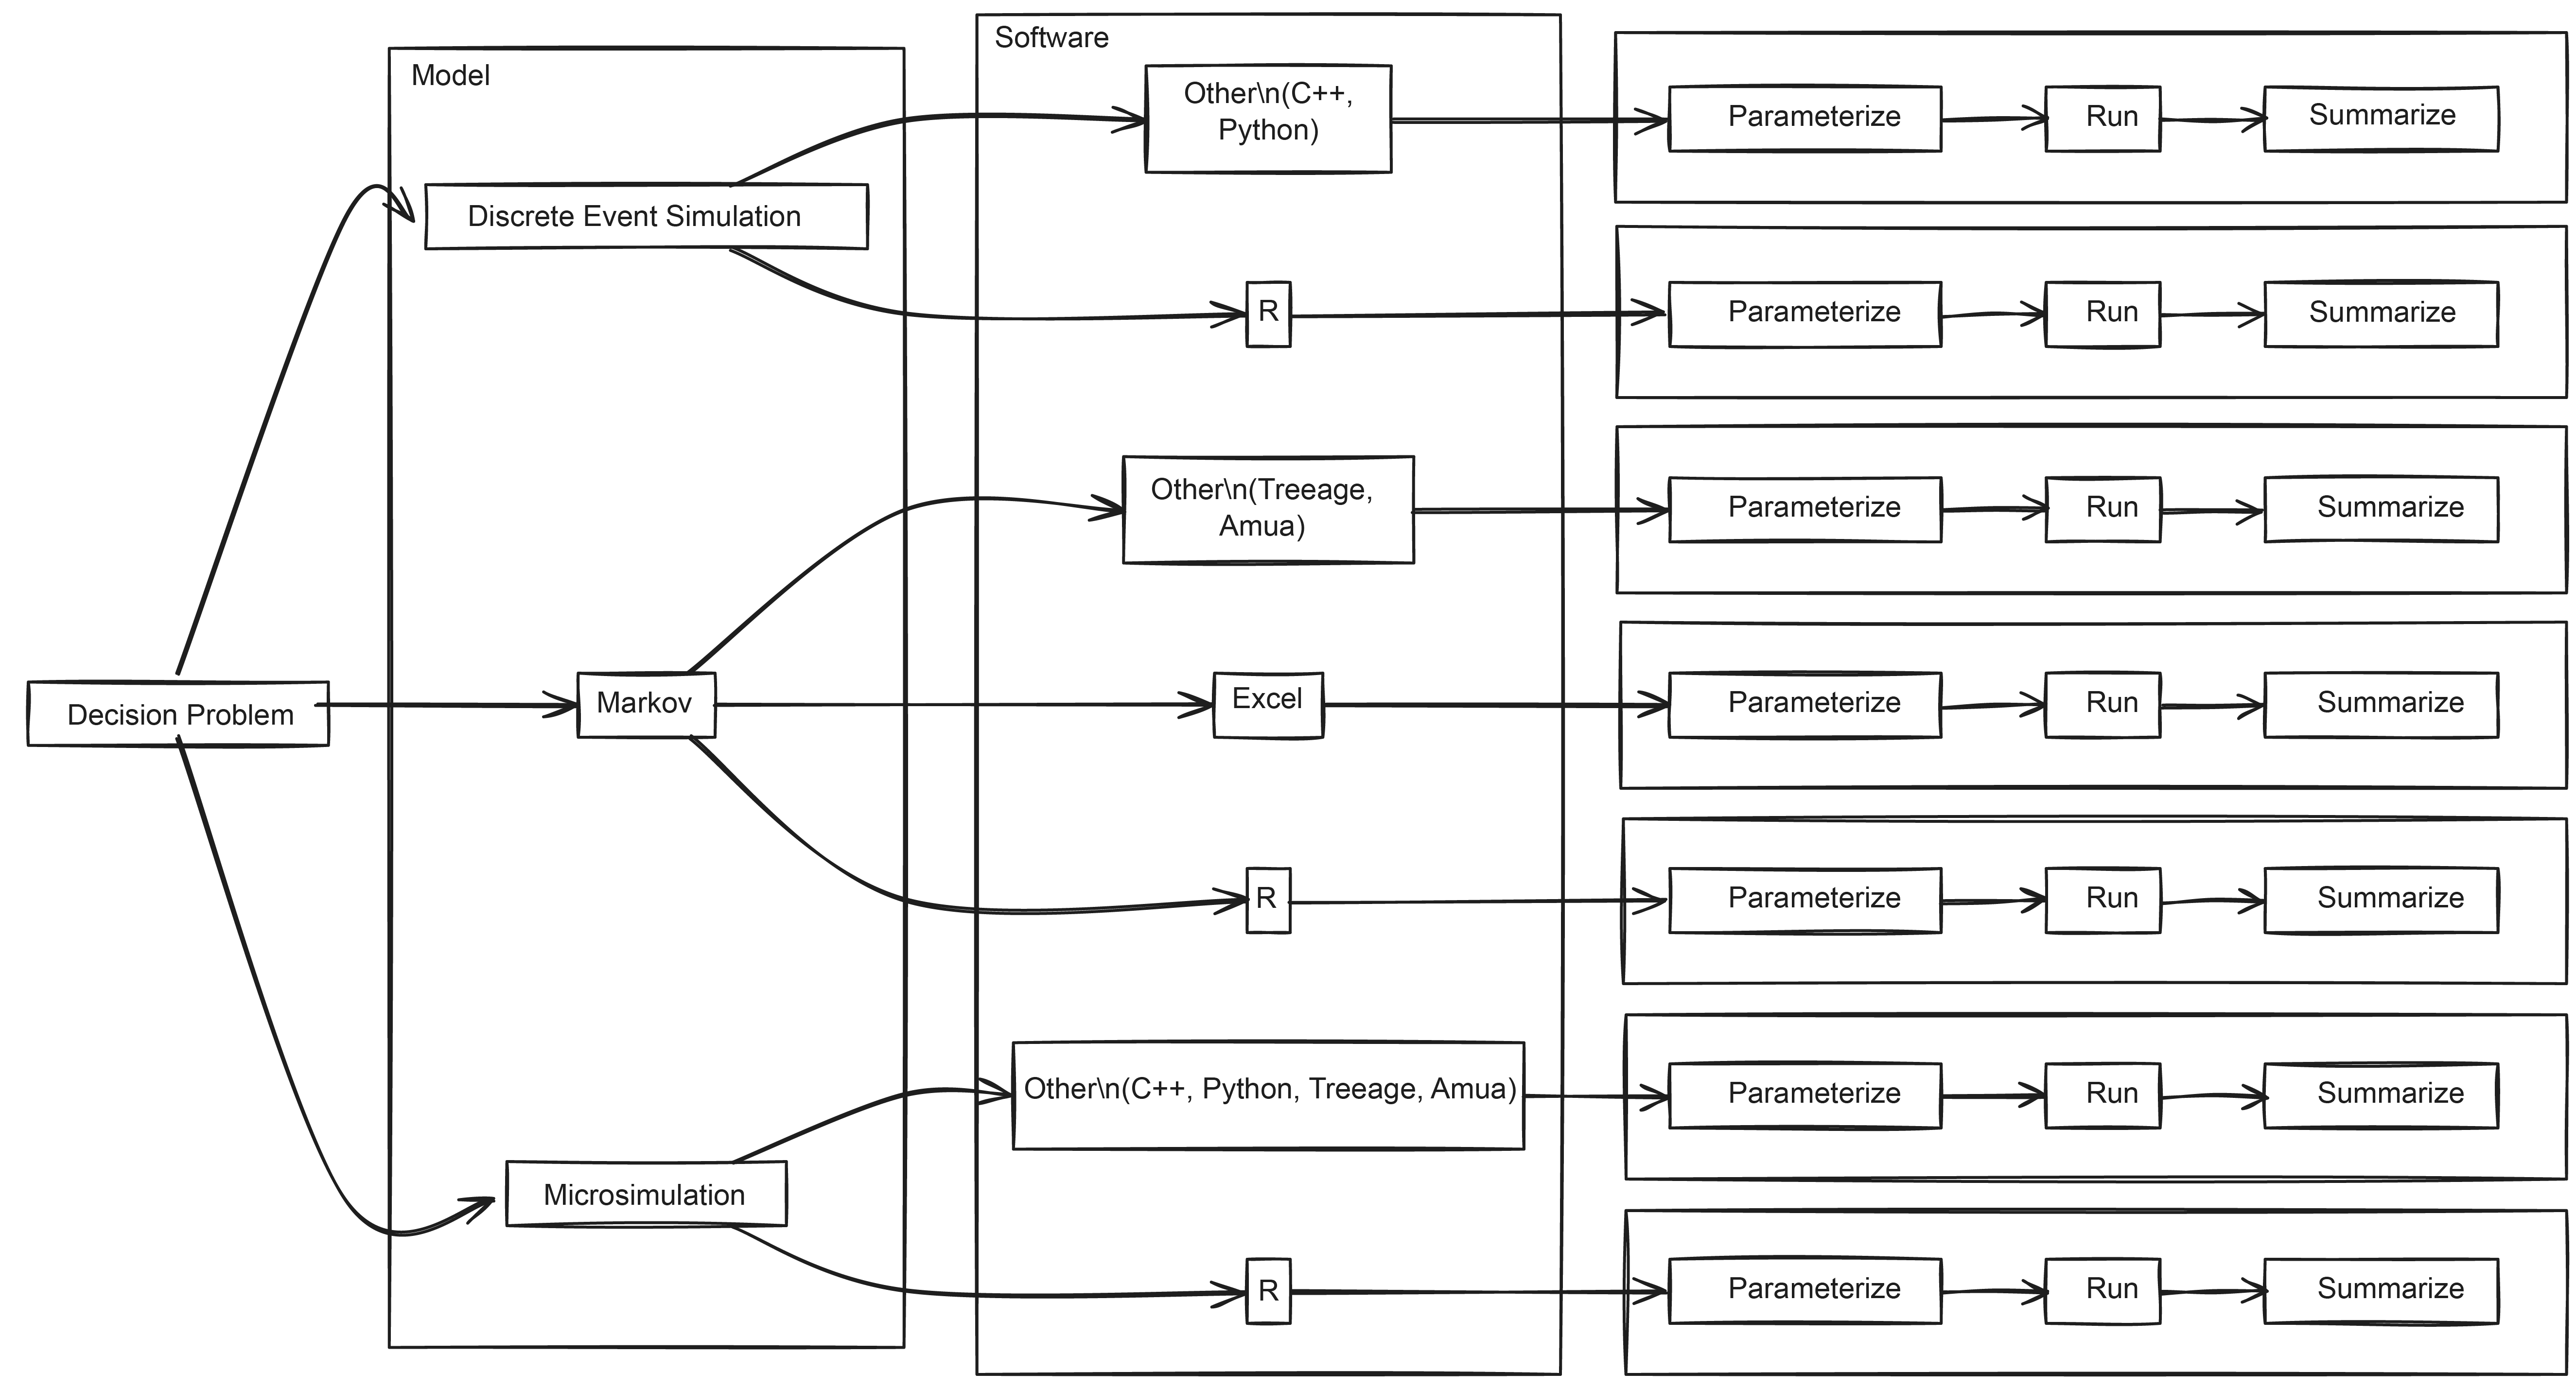 Software
Model
Other\n(C++,
Python)
Parameterize
Run
Summarize
Discrete Event Simulation
R
Parameterize
Run
Summarize
Other\n(Treeage,
Amua)
Parameterize
Run
Summarize
Decision Problem
Markov
Excel
Parameterize
Run
Summarize
R
Parameterize
Run
Summarize
Other\n(C++, Python, Treeage, Amua)
Parameterize
Run
Summarize
Microsimulation
R
Parameterize
Run
Summarize